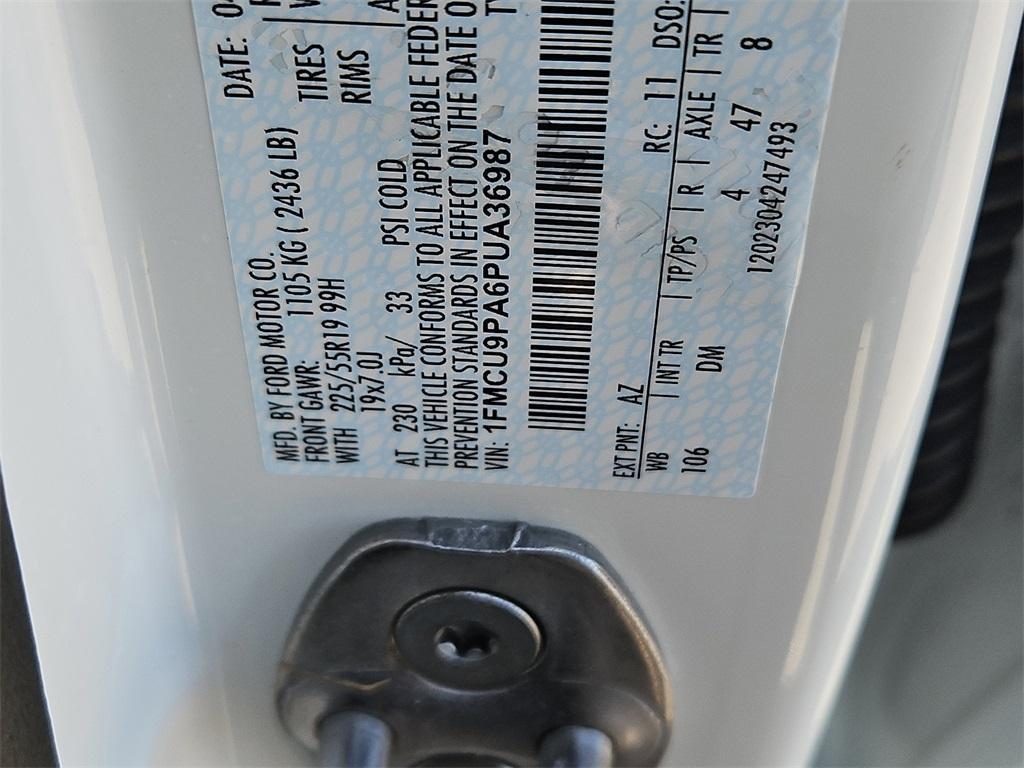 MFD. BY FORD MOTOR CO.
DATE:
FRONT GAWR:
1105 KG ( 2436 LB)
WITH
225/55R19 99H
TIRES
19x7.0J
RIMS
AT 230 kPa/ 33 PSI COLD
THIS VEHICLE CONFORMS TO ALL APPLICABLE FEDER
PREVENTION STANDARDS IN EFFECT ON THE DATE O
VIN: 1FMCU9PA6PUA36987
EXT PNT: AZ
RC: 11
DSO:
WB | INT TR | TP/PS | R | AXLE | TR |
106 DM 4 47 8
1202304247493